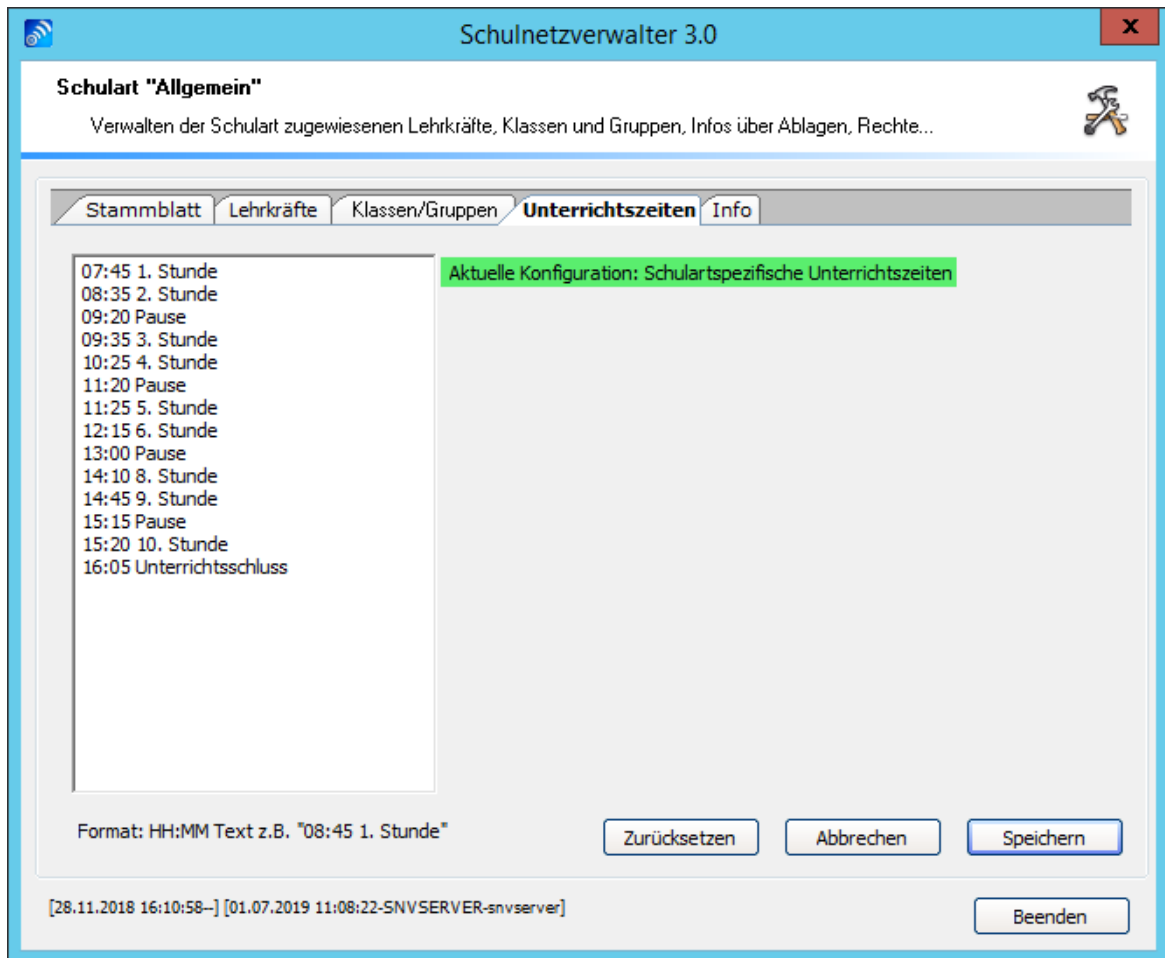 Schulnetzverwalter 3.0
x
Schulart "Allgemein"
Verwalten der Schulart zugewiesenen Lehrkräfte, Klassen und Gruppen, Infos über Ablagen, Rechte...
Stammblatt Lehrkräfte Klassen/Gruppen Unterrichtszeiten Info
07:45 1. Stunde
08:35 2. Stunde
09:20 Pause
09:35 3. Stunde
10:25 4. Stunde
11:20 Pause
11:25 5. Stunde
12:15 6. Stunde
13:00 Pause
14:10 8. Stunde
14:45 9. Stunde
15:15 Pause
15:20 10. Stunde
16:05 Unterrichtsschluss
Aktuelle Konfiguration: Schulartspezifische Unterrichtszeiten
Format: HH:MM Text z.B. "08:45 1. Stunde"
Zurücksetzen Abbrechen Speichern
[28.11.2018 16:10:58--] [01.07.2019 11:08:22-SNVSERVER-snvserver]
Beenden